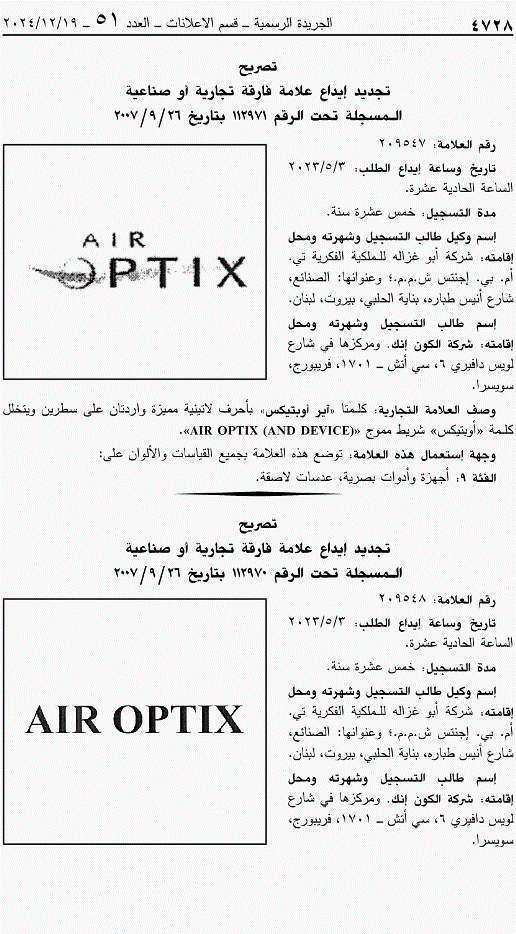 ٤٧٢٨ الجريدة الرسمية ــ قسم الاعلانات ــ العدد ٥١ ــ ٢٠٢٤/١٢/١٩
تصريح
تجديد إيداع علامة فارقة تجارية أو صناعية
المسجلة تحت الرقم ١١٢٩٧١ بتاريخ ٢٠٠٧/٩/٢٦
رقم العلامة: ٢٠٩٥٤٧
تاريخ وساعة إيداع الطلب: ٢٠٢٣/٥/٣
الساعة الحادية عشرة.
مدة التسجيل: خمس عشرة سنة.
إسم وكيل طالب التسجيل وشهرته ومحل
إقامته: شركة أبو غزاله للملكية الفكرية تي.
أم. بي. إجنتس ش.م.م.؛ وعنوانها: الصنائع،
شارع أنيس طباره، بناية الحلبي، بيروت، لبنان.
إسم طالب التسجيل وشهرته ومحل
إقامته: شركة الكون إنك. ومركزها في شارع
لويس دافيري ٦، سي أتش ــ ١٧٠١، فريبورج،
سويسرا.
AIR
OPTIX
وصف العلامة التجارية: كلمتا «آير أوبتيكس» بأحرف لاتينية مميزة واردتان على سطرين ويتخلل
كلمة «أوبتيكس» شريط مموج «AIR OPTIX (AND DEVICE)».
وجهة إستعمال هذه العلامة: توضع هذه العلامة بجميع القياسات والألوان على:
الفئة ٩: أجهزة وأدوات بصرية، عدسات لاصقة.
تصريح
تجديد إيداع علامة فارقة تجارية أو صناعية
المسجلة تحت الرقم ١١٢٩٧٠ بتاريخ ٢٠٠٧/٩/٢٦
رقم العلامة: ٢٠٩٥٤٨
تاريخ وساعة إيداع الطلب: ٢٠٢٣/٥/٣
الساعة الحادية عشرة.
مدة التسجيل: خمس عشرة سنة.
إسم وكيل طالب التسجيل وشهرته ومحل
إقامته: شركة أبو غزاله للملكية الفكرية تي.
أم. بي. إجنتس ش.م.م.؛ وعنوانها: الصنائع،
شارع أنيس طباره، بناية الحلبي، بيروت، لبنان.
إسم طالب التسجيل وشهرته ومحل
إقامته: شركة الكون إنك. ومركزها في شارع
لويس دافيري ٦، سي أتش ــ ١٧٠١، فريبورج،
سويسرا.
AIR OPTIX